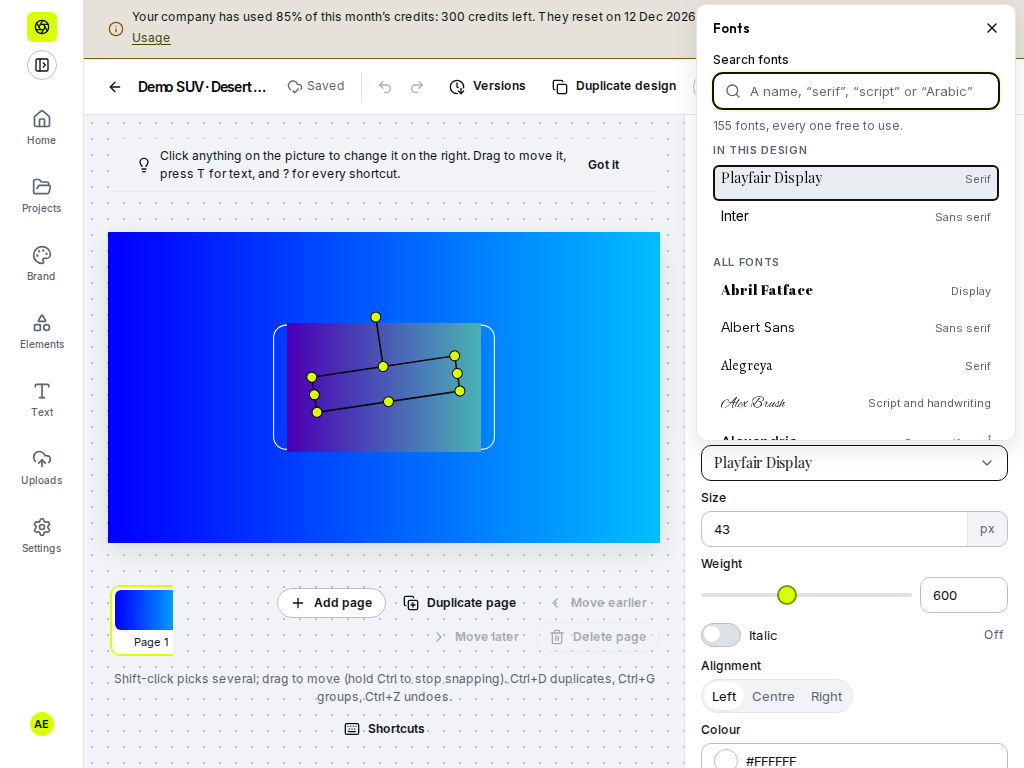 Your company has used 85% of this month's credits: 300 credits left. They reset on 12 Dec 2026
Usage
Demo SUV · Desert ...
Saved
Versions
Duplicate design
Home
Projects
Brand
Elements
Text
Uploads
Settings
AE
Click anything on the picture to change it on the right. Drag to move it,
press T for text, and ? for every shortcut.
Got it
Page 1
Add page
Duplicate page
Move earlier
Move later
Delete page
Shift-click picks several; drag to move (hold Ctrl to stop snapping). Ctrl+D duplicates, Ctrl+G
groups, Ctrl+Z undoes.
Shortcuts
Fonts
Search fonts
A name, “serif”, “script” or “Arabic”
155 fonts, every one free to use.
IN THIS DESIGN
Playfair Display Serif
Inter Sans serif
ALL FONTS
Abril Fatface Display
Albert Sans Sans serif
Alegreya Serif
Alex Brush Script and handwriting
Playfair Display
Size
43 px
Weight
600
Italic Off
Alignment
Left Centre Right
Colour
#FFFFFF